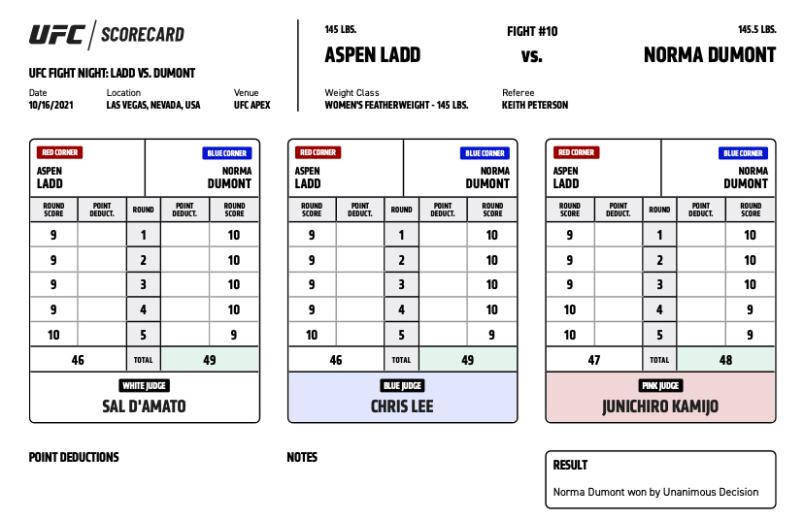 UFC / SCORECARD
UFC FIGHT NIGHT: LADD VS. DUMONT
Date Location Venue
10/16/2021 LAS VEGAS, NEVADA, USA UFC APEX
145 LBS. FIGHT #10 145.5 LBS.
ASPEN LADD vs. NORMA DUMONT
Weight Class Referee
WOMEN'S FEATHERWEIGHT - 145 LBS. KEITH PETERSON
RED CORNER BLUE CORNER
ASPEN NORMA
LADD DUMONT
ROUND POINT ROUND POINT ROUND
SCORE DEDUCT. DEDUCT. SCORE
9 1 10
9 2 10
9 3 10
9 4 10
10 5 9
46 TOTAL 49
WHITE JUDGE
SAL D'AMATO
RED CORNER BLUE CORNER
ASPEN NORMA
LADD DUMONT
ROUND POINT ROUND POINT ROUND
SCORE DEDUCT. DEDUCT. SCORE
9 1 10
9 2 10
9 3 10
9 4 10
10 5 9
46 TOTAL 49
BLUE JUDGE
CHRIS LEE
RED CORNER BLUE CORNER
ASPEN NORMA
LADD DUMONT
ROUND POINT ROUND POINT ROUND
SCORE DEDUCT. DEDUCT. SCORE
9 1 10
9 2 10
9 3 10
10 4 9
10 5 9
47 TOTAL 48
PINK JUDGE
JUNICHIRO KAMIJO
POINT DEDUCTIONS
NOTES
RESULT
Norma Dumont won by Unanimous Decision